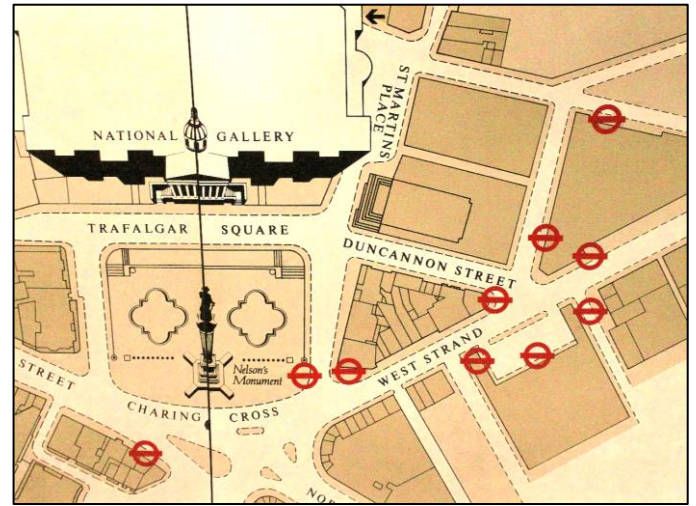 NATIONAL GALLERY
ST MARTINS
PLACE
TRAFALGAR SQUARE
DUNCANNON STREET
Nelson's
Monument
WEST STRAND
STREET
CHARING CROSS